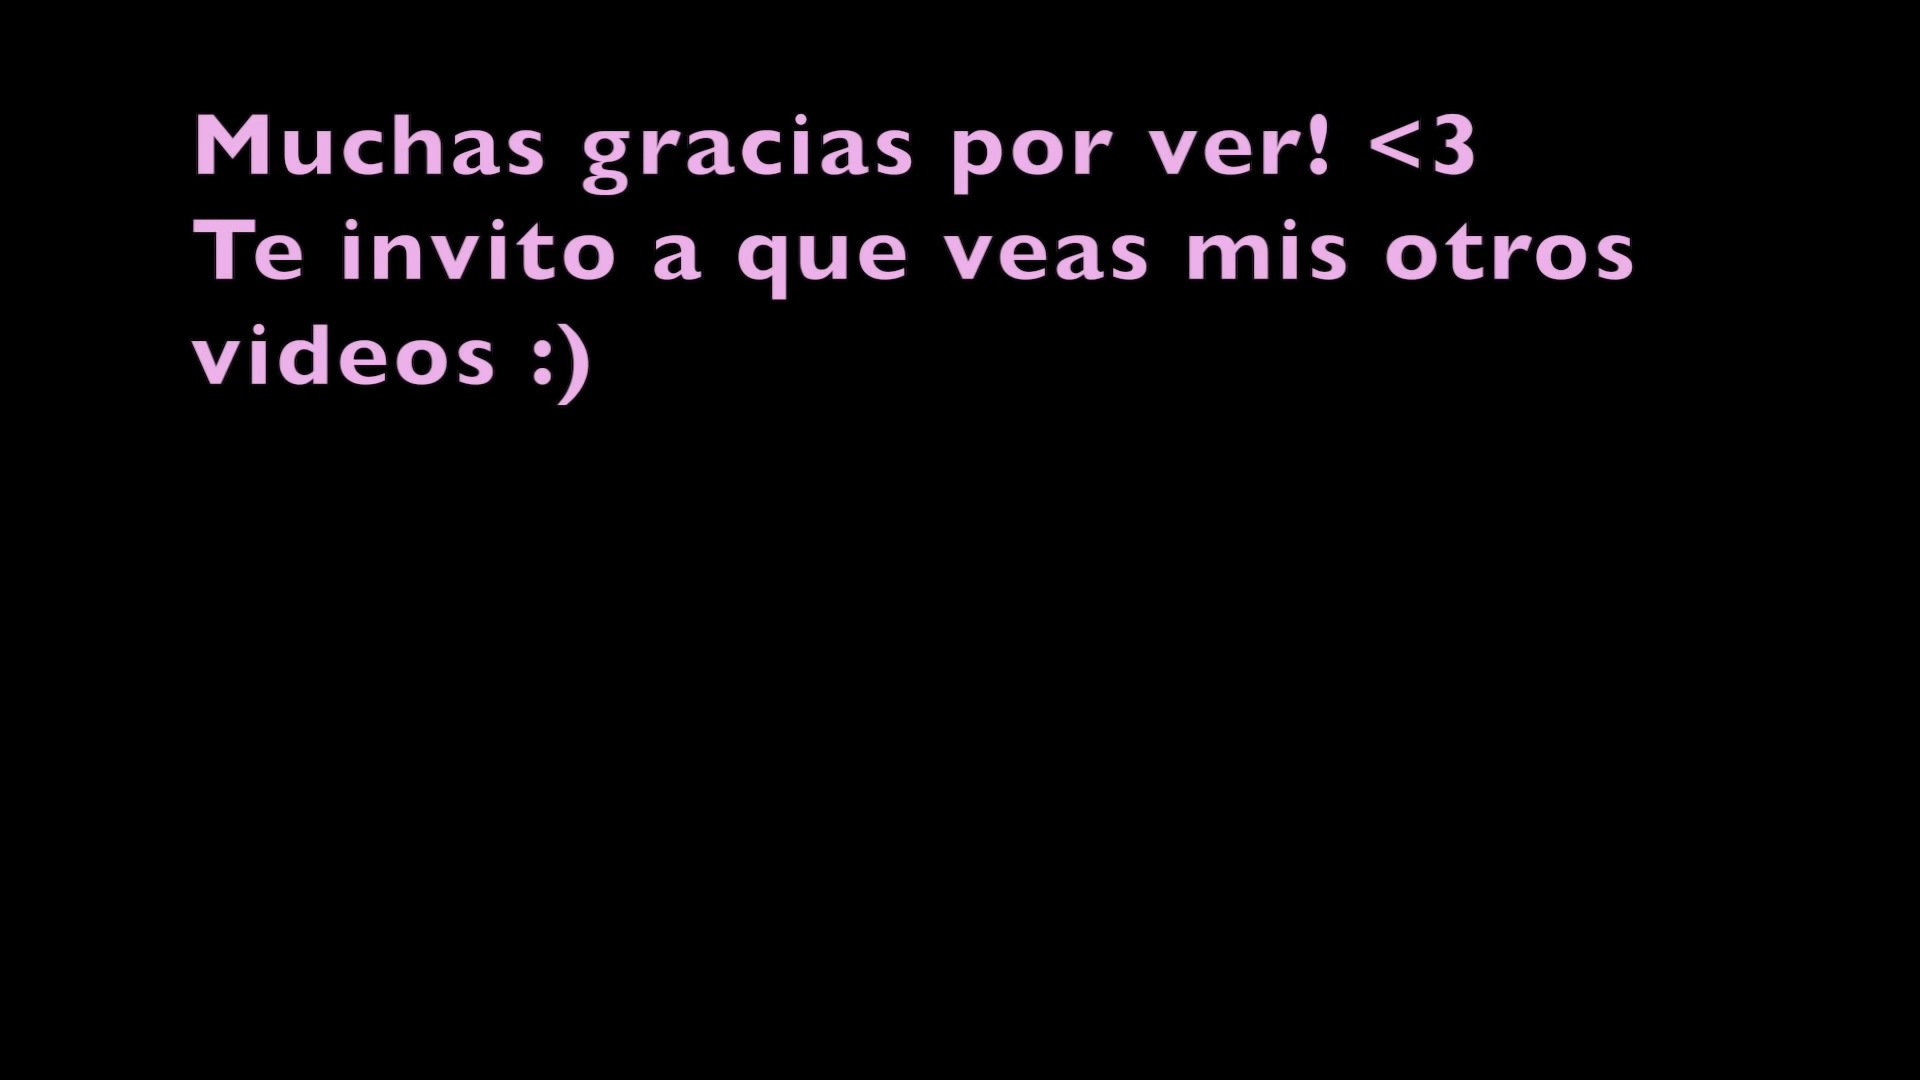 Muchas gracias por ver! <3
Te invito a que veas mis otros
videos :)